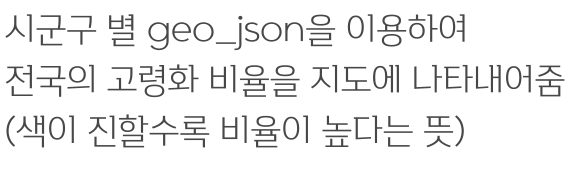 시군구 별 geo_json을 이용하여
전국의 고령화 비율을 지도에 나타내어줌
(색이 진할수록 비율이 높다는 뜻)